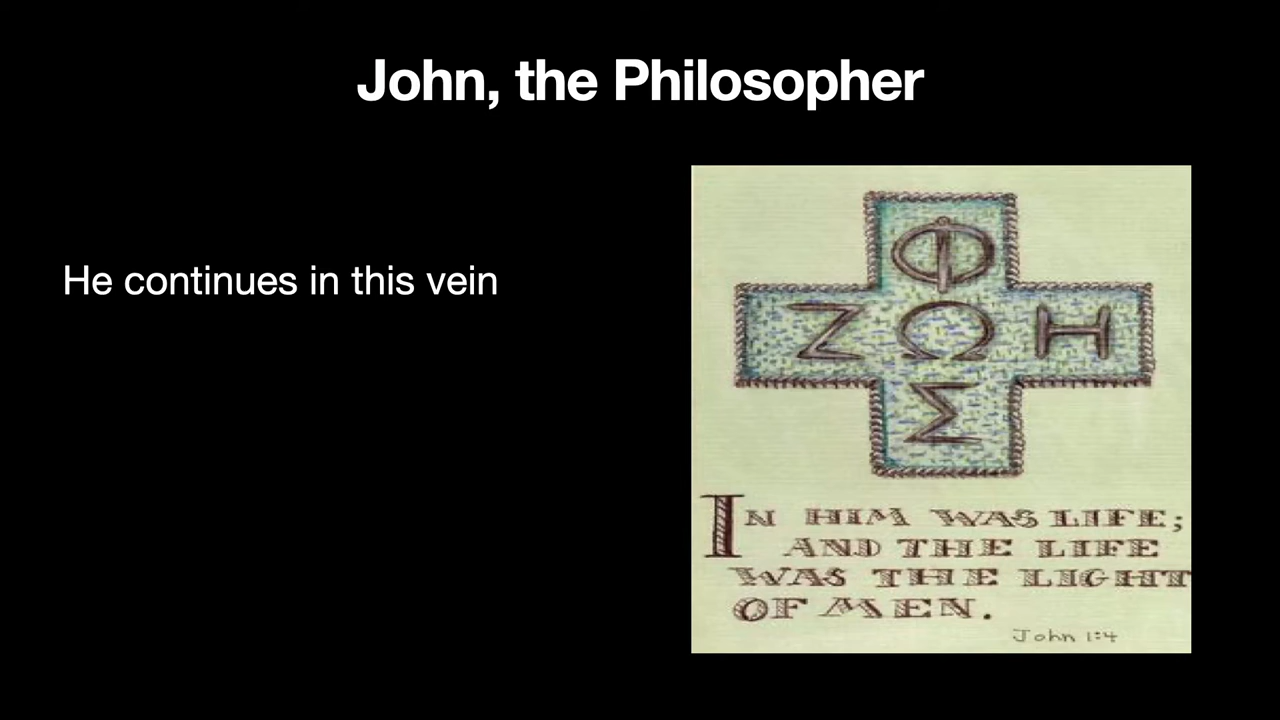 John, the Philosopher
He continues in this vein
Φ
ΖΩΗ
Σ
IN HIM WAS LIFE;
AND THE LIFE
WAS THE LIGHT
OF MEN.
John 1:4